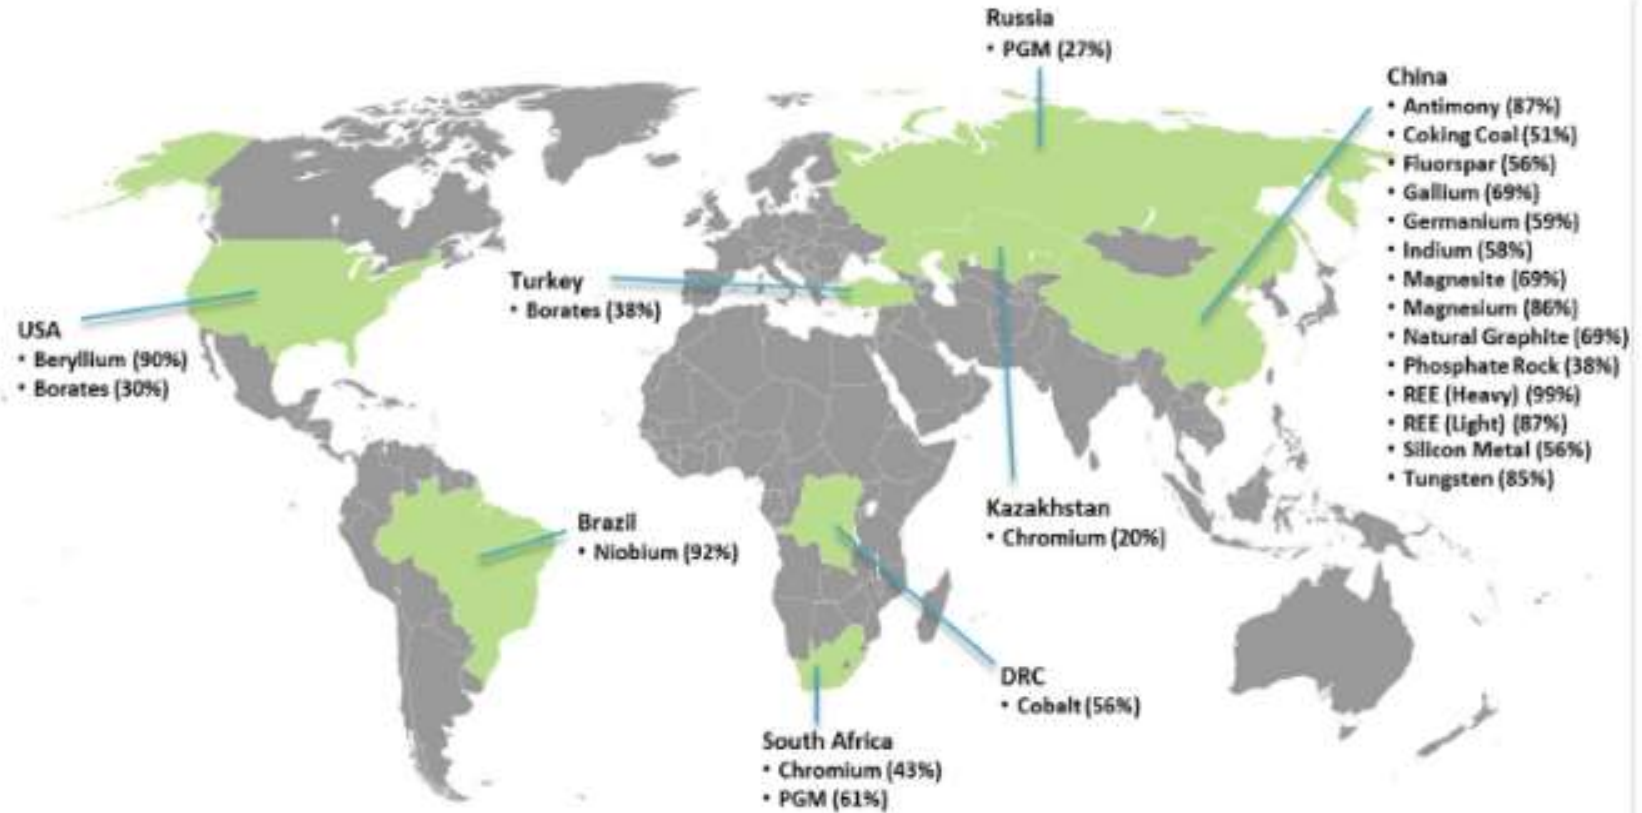 Russia
• PGM (27%)
China
• Antimony (87%)
• Coking Coal (51%)
• Fluorspar (56%)
• Gallium (69%)
• Germanium (59%)
• Indium (58%)
• Magnesite (69%)
• Magnesium (86%)
• Natural Graphite (69%)
• Phosphate Rock (38%)
• REE (Heavy) (99%)
• REE (Light) (87%)
• Silicon Metal (56%)
• Tungsten (85%)
Turkey
• Borates (38%)
USA
• Beryllium (90%)
• Borates (30%)
Kazakhstan
• Chromium (20%)
Brazil
• Niobium (92%)
DRC
• Cobalt (56%)
South Africa
• Chromium (43%)
• PGM (61%)